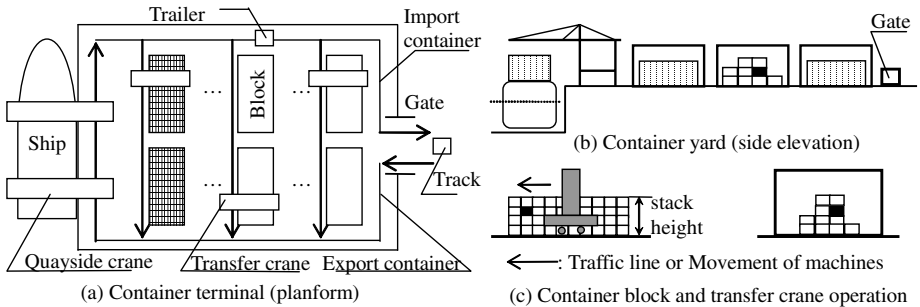 Trailer
Import
container
Gate
Block
...
...
Gate
Ship
(b) Container yard (side elevation)
...
...
Track
stack
height
Quayside crane
Transfer crane
Export container
: Traffic line or Movement of machines
(a) Container terminal (planform)
(c) Container block and transfer crane operation